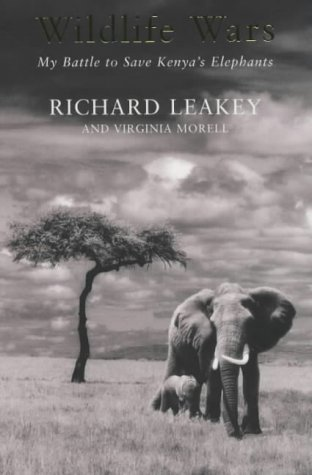 Wildlife Wars
My Battle to Save Kenya's Elephants
RICHARD LEAKEY
AND VIRGINIA MORELL